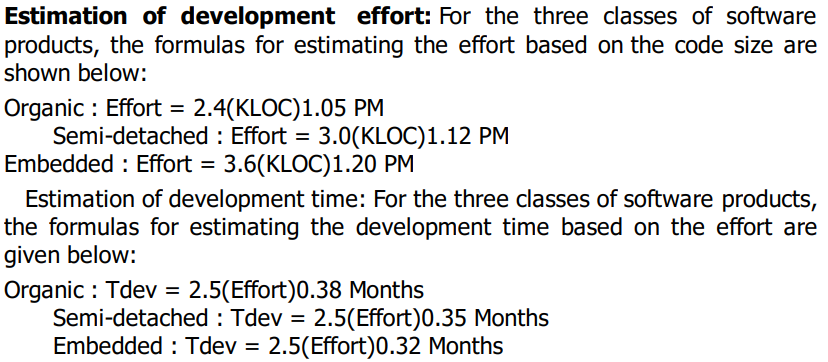 Estimation of development effort: For the three classes of software
products, the formulas for estimating the effort based on the code size are
shown below:
Organic : Effort = 2.4(KLOC)1.05 PM
Semi-detached : Effort = 3.0(KLOC)1.12 PM
Embedded : Effort = 3.6(KLOC)1.20 PM
Estimation of development time: For the three classes of software products,
the formulas for estimating the development time based on the effort are
given below:
Organic : Tdev = 2.5(Effort)0.38 Months
Semi-detached : Tdev = 2.5(Effort)0.35 Months
Embedded : Tdev = 2.5(Effort)0.32 Months